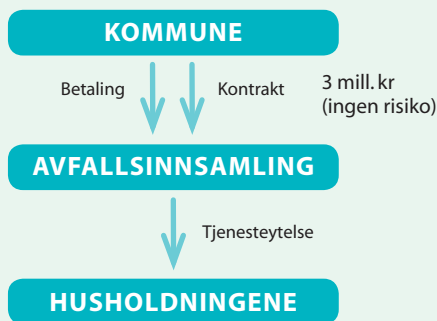 KOMMUNE
Betaling
Kontrakt
3 mill. kr
(ingen risiko)
AVFALLSINNSAMLING
Tjenesteytelse
HUSHOLDNINGENE